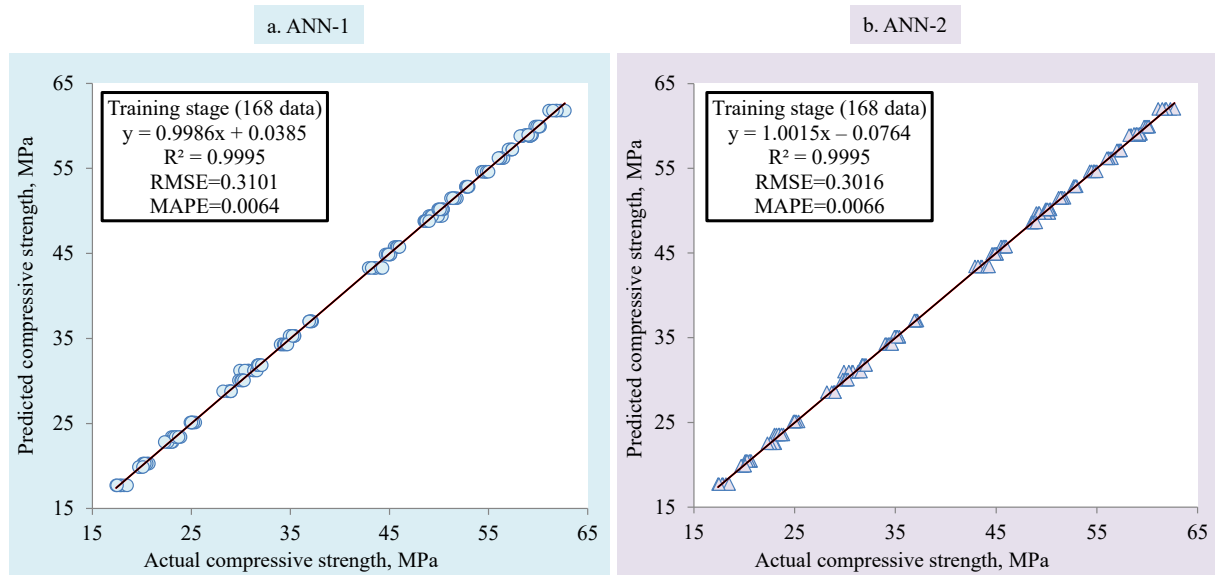 a. ANN-1
Training stage (168 data)
y = 0.9986x + 0.0385
R² = 0.9995
RMSE=0.3101
MAPE=0.0064
Predicted compressive strength, MPa
65
55
45
35
25
15
15 25 35 45 55 65
Actual compressive strength, MPa
b. ANN-2
Training stage (168 data)
y = 1.0015x – 0.0764
R² = 0.9995
RMSE=0.3016
MAPE=0.0066
Predicted compressive strength, MPa
65
55
45
35
25
15
15 25 35 45 55 65
Actual compressive strength, MPa